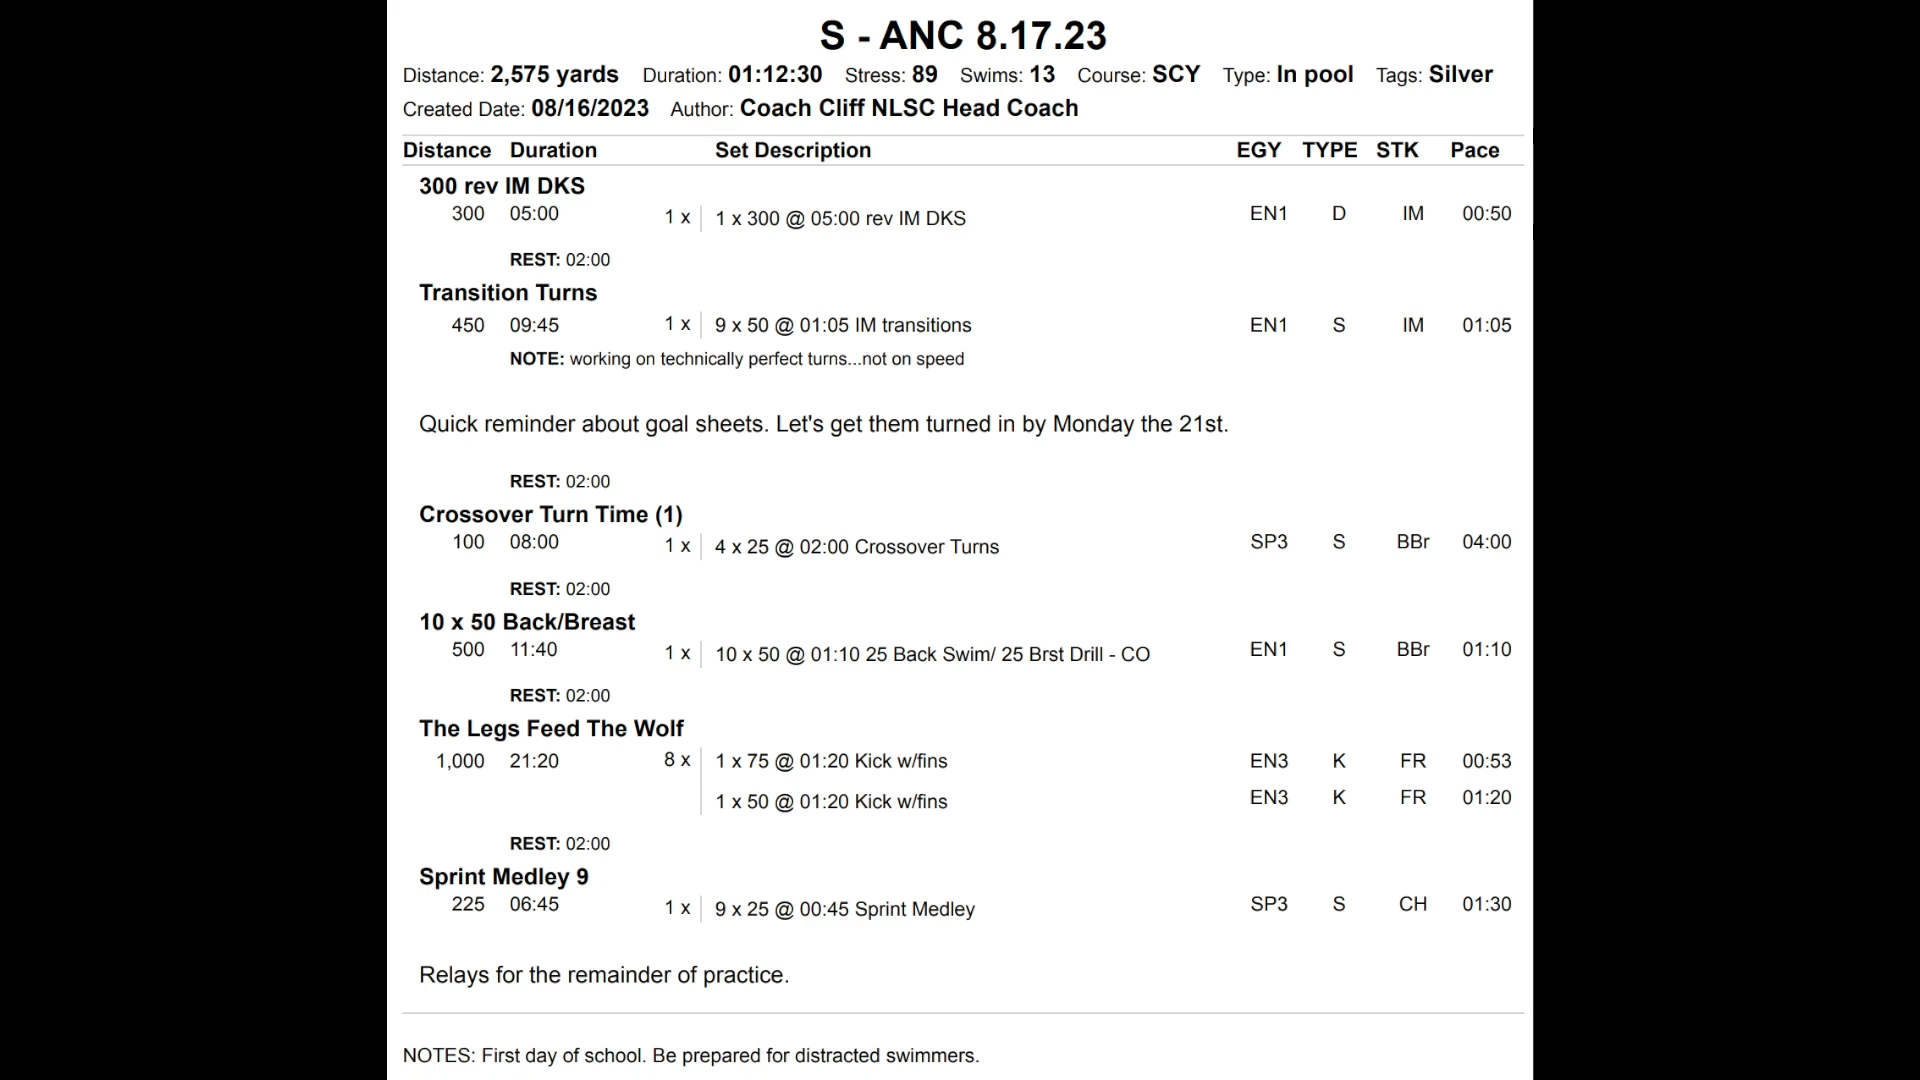 S - ANC 8.17.23
Distance: 2,575 yards Duration: 01:12:30 Stress: 89 Swims: 13 Course: SCY Type: In pool Tags: Silver
Created Date: 08/16/2023 Author: Coach Cliff NLSC Head Coach
Distance Duration Set Description EGY TYPE STK Pace
300 rev IM DKS
300 05:00 1 x 1 x 300 @ 05:00 rev IM DKS EN1 D IM 00:50
REST: 02:00
Transition Turns
450 09:45 1 x 9 x 50 @ 01:05 IM transitions EN1 S IM 01:05
NOTE: working on technically perfect turns...not on speed
Quick reminder about goal sheets. Let's get them turned in by Monday the 21st.
REST: 02:00
Crossover Turn Time (1)
100 08:00 1 x 4 x 25 @ 02:00 Crossover Turns SP3 S BBr 04:00
REST: 02:00
10 x 50 Back/Breast
500 11:40 1 x 10 x 50 @ 01:10 25 Back Swim/ 25 Brst Drill - CO EN1 S BBr 01:10
REST: 02:00
The Legs Feed The Wolf
1,000 21:20 8 x 1 x 75 @ 01:20 Kick w/fins EN3 K FR 00:53
1 x 50 @ 01:20 Kick w/fins EN3 K FR 01:20
REST: 02:00
Sprint Medley 9
225 06:45 1 x 9 x 25 @ 00:45 Sprint Medley SP3 S CH 01:30
Relays for the remainder of practice.
NOTES: First day of school. Be prepared for distracted swimmers.